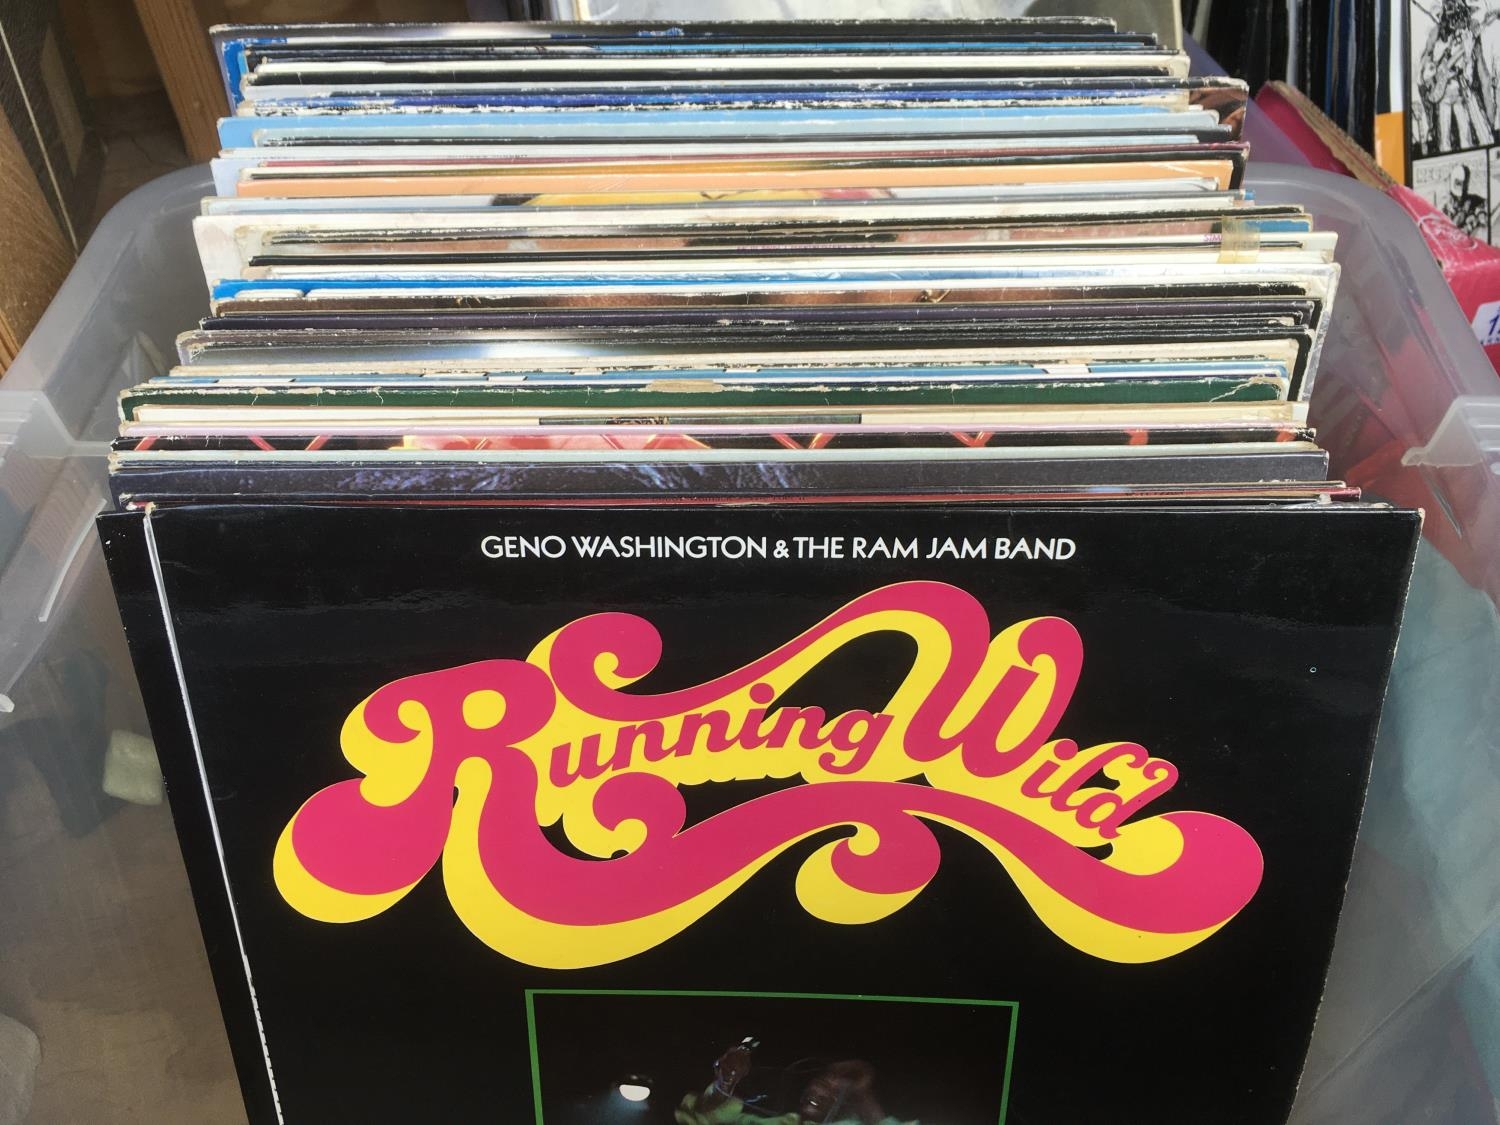 GENO WASHINGTON & THE RAM JAM BAND
Running Wild